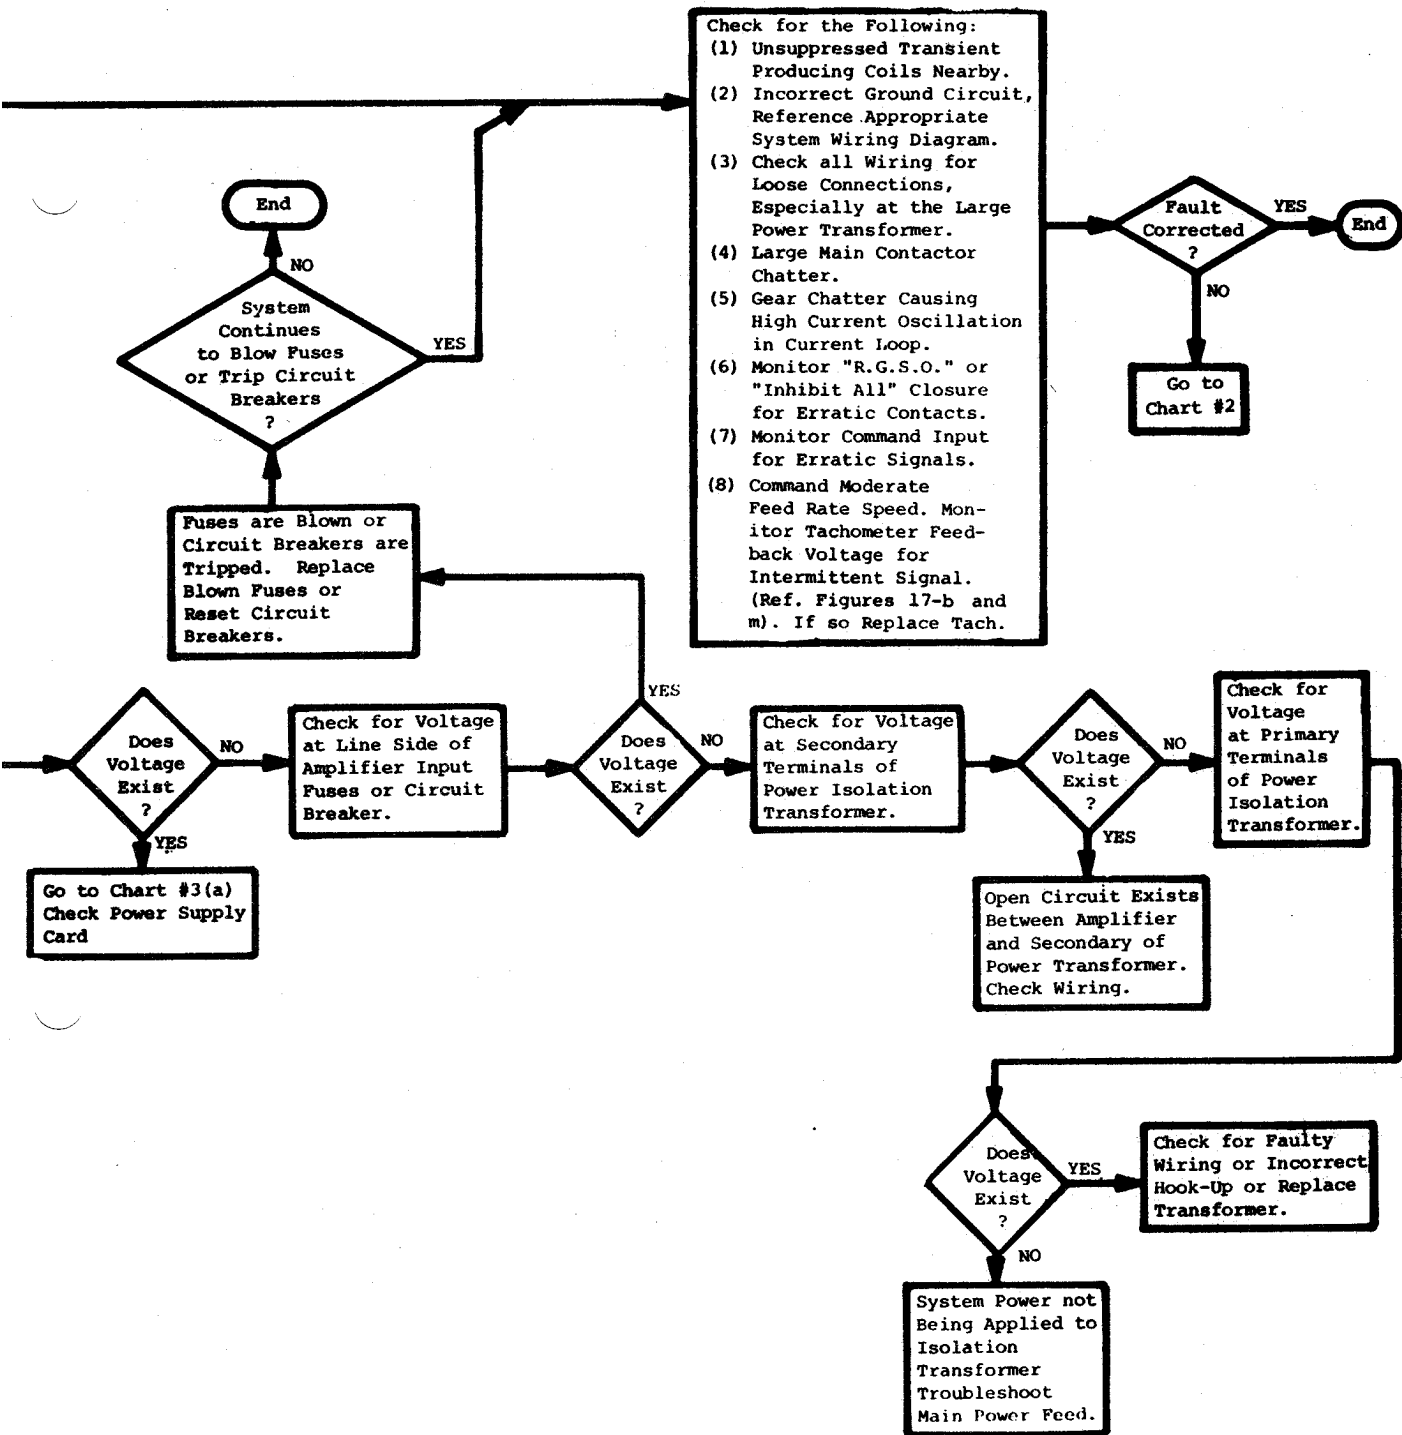 Check for the Following:
(1) Unsuppressed Transient
Producing Coils Nearby.
(2) Incorrect Ground Circuit,
Reference Appropriate
System Wiring Diagram.
(3) Check all Wiring for
Loose Connections,
Especially at the Large
Power Transformer.
(4) Large Main Contactor
Chatter.
(5) Gear Chatter Causing
High Current Oscillation
in Current Loop.
(6) Monitor "R.G.S.O." or
"Inhibit All" Closure
for Erratic Contacts.
(7) Monitor Command Input
for Erratic Signals.
(8) Command Moderate
Feed Rate Speed. Mon-
itor Tachometer Feed-
back Voltage for
Intermittent Signal.
(Ref. Figures 17-b and
m). If so Replace Tach.
Fault
Corrected
?
YES
End
NO
Go to
Chart #2
End
NO
System
Continues
to Blow Fuses
or Trip Circuit
Breakers
?
YES
Fuses are Blown or
Circuit Breakers are
Tripped. Replace
Blown Fuses or
Reset Circuit
Breakers.
Does
Voltage
Exist
?
NO
YES
Go to Chart #3(a)
Check Power Supply
Card
Check for Voltage
at Line Side of
Amplifier Input
Fuses or Circuit
Breaker.
YES
Does
Voltage
Exist
?
NO
Check for Voltage
at Secondary
Terminals of
Power Isolation
Transformer.
Does
Voltage
Exist
?
NO
YES
Open Circuit Exists
Between Amplifier
and Secondary of
Power Transformer.
Check Wiring.
Check for
Voltage
at Primary
Terminals
of Power
Isolation
Transformer.
Does
Voltage
Exist
?
YES
Check for Faulty
Wiring or Incorrect
Hook-Up or Replace
Transformer.
NO
System Power not
Being Applied to
Isolation
Transformer
Troubleshoot
Main Power Feed.